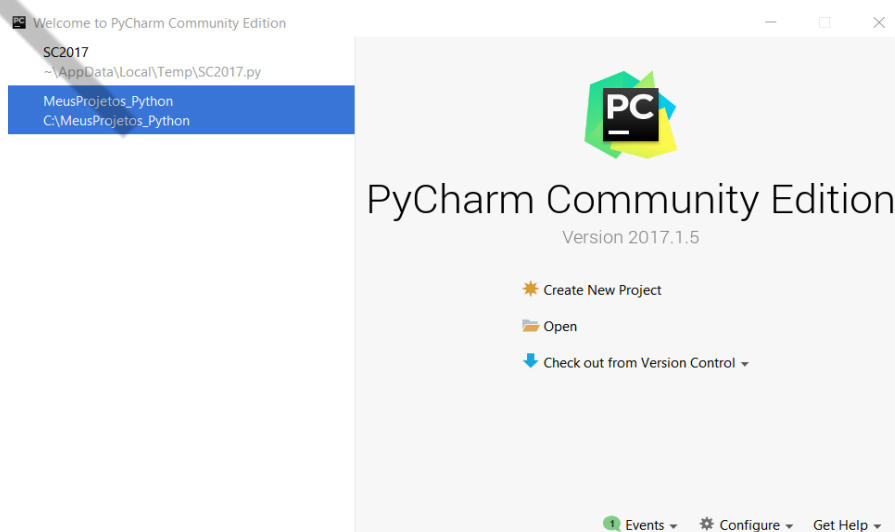 PC Welcome to PyCharm Community Edition
SC2017
~\AppData\Local\Temp\SC2017.py
MeusProjetos_Python
C:\MeusProjetos_Python
PC
PyCharm Community Edition
Version 2017.1.5
Create New Project
Open
Check out from Version Control
1 Events
Configure
Get Help